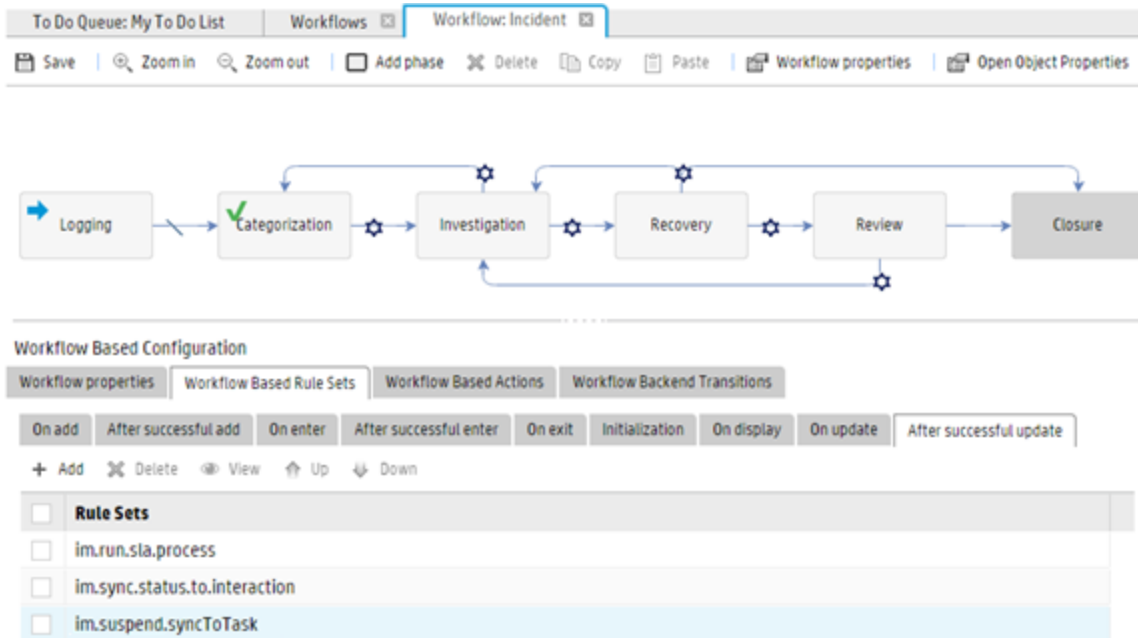 To Do Queue: My To Do List Workflows Workflow: Incident
Save Zoom in Zoom out Add phase Delete Copy Paste Workflow properties Open Object Properties
Logging Categorization Investigation Recovery Review Closure
Workflow Based Configuration
Workflow properties Workflow Based Rule Sets Workflow Based Actions Workflow Backend Transitions
On add After successful add On enter After successful enter On exit Initialization On display On update After successful update
Add Delete View Up Down
Rule Sets
im.run.sla.process
im.sync.status.to.interaction
im.suspend.syncToTask